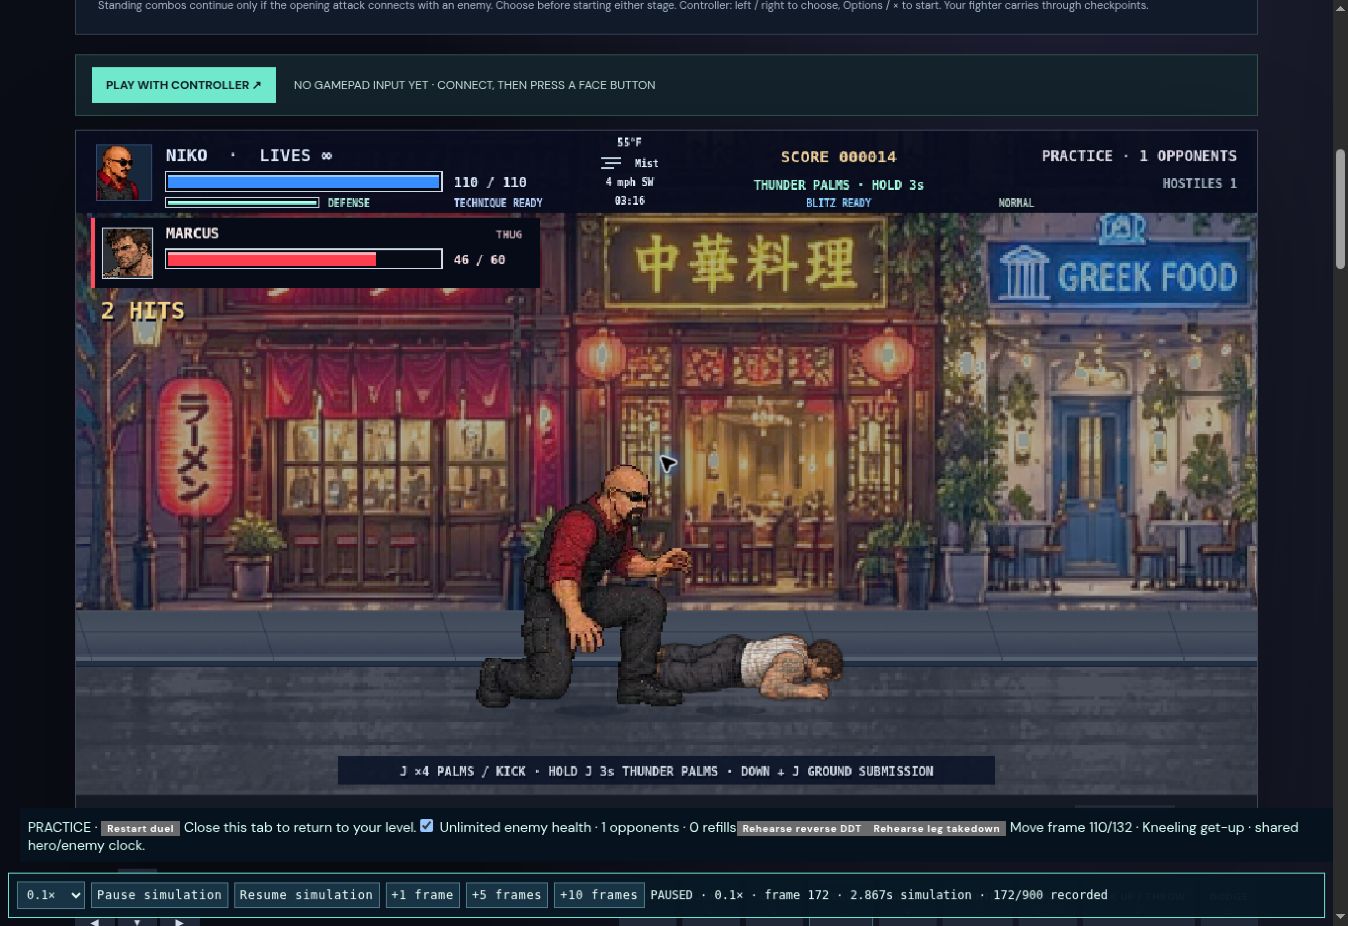 Standing combos continue only if the opening attack connects with an enemy. Choose before starting either stage. Controller: left / right to choose, Options / × to start. Your fighter carries through checkpoints.
PLAY WITH CONTROLLER ↗
NO GAMEPAD INPUT YET · CONNECT, THEN PRESS A FACE BUTTON
NIKO · LIVES ∞
110 / 110
DEFENSE
TECHNIQUE READY
55°F
Mist
4 mph SW
03:16
SCORE 000014
THUNDER PALMS · HOLD 3s
BLITZ READY
PRACTICE · 1 OPPONENTS
HOSTILES 1
NORMAL
MARCUS
THUG
46 / 60
2 HITS
中華料理
GREEK FOOD
ラーメン
J ×4 PALMS / KICK · HOLD J 3s THUNDER PALMS · DOWN + J GROUND SUBMISSION
PRACTICE · Restart duel Close this tab to return to your level. Unlimited enemy health · 1 opponents · 0 refills Rehearse reverse DDT Rehearse leg takedown Move frame 110/132 · Kneeling get-up · shared
hero/enemy clock.
0.1× Pause simulation Resume simulation +1 frame +5 frames +10 frames PAUSED · 0.1× · frame 172 · 2.867s simulation · 172/900 recorded